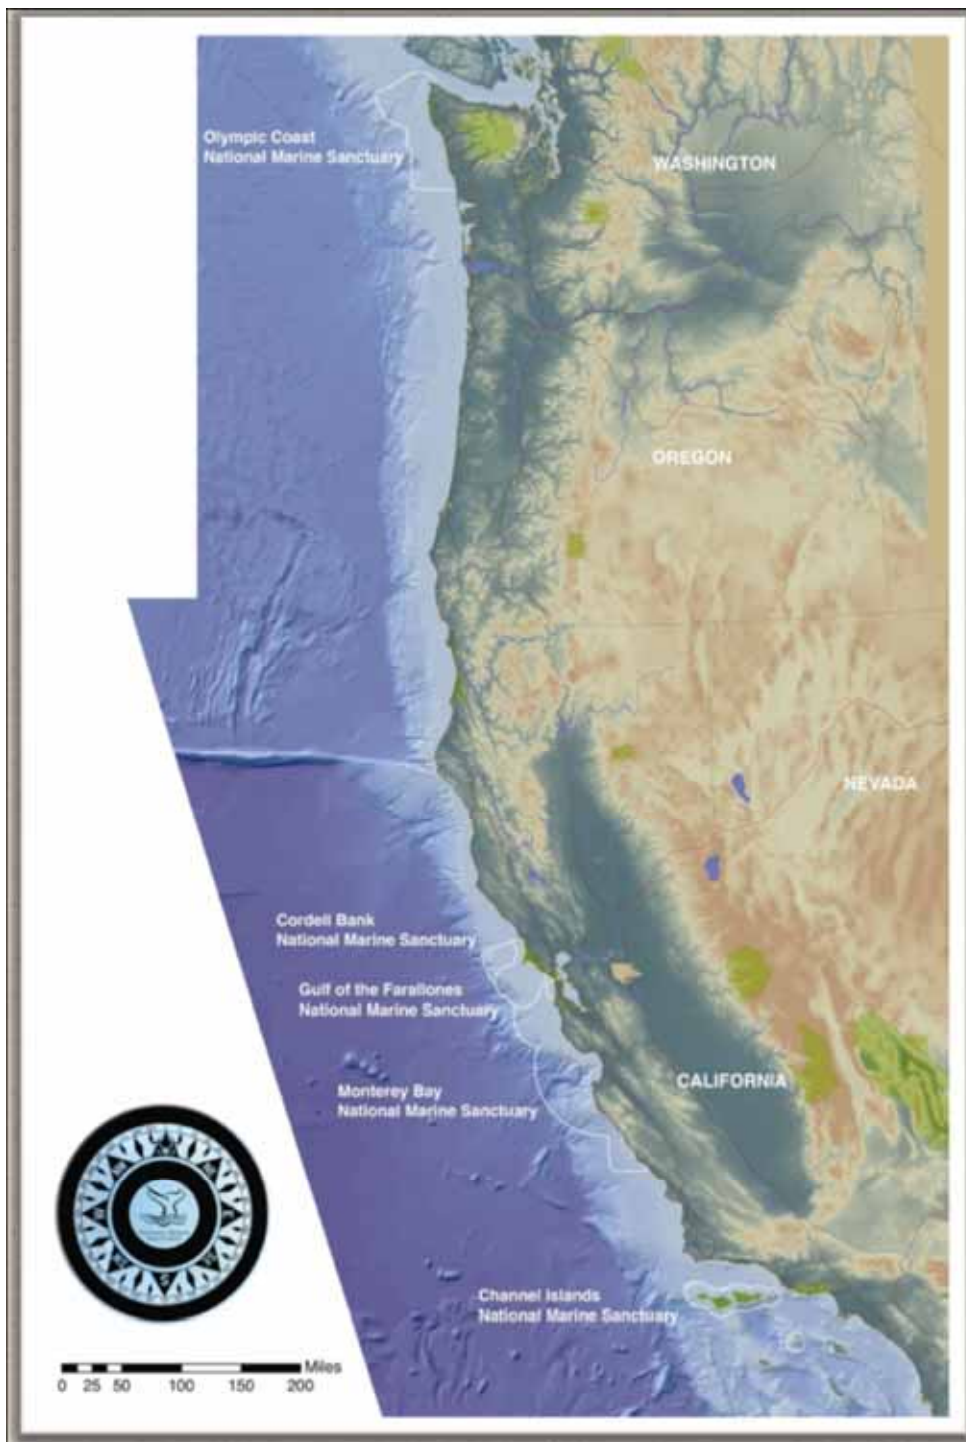 Olympic Coast
National Marine Sanctuary
WASHINGTON
OREGON
NEVADA
Cordell Bank
National Marine Sanctuary
Gulf of the Farallones
National Marine Sanctuary
CALIFORNIA
Monterey Bay
National Marine Sanctuary
Channel Islands
National Marine Sanctuary
Miles
0 25 50 100 150 200